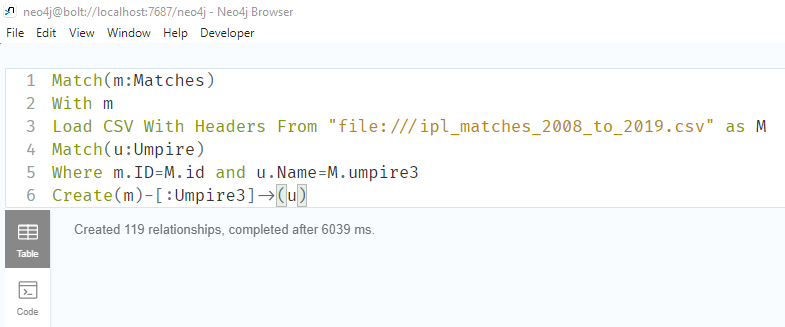 neo4j@bolt://localhost:7687/neo4j - Neo4j Browser
File Edit View Window Help Developer
1 Match(m:Matches)
2 With m
3 Load CSV With Headers From "file:///ipl_matches_2008_to_2019.csv" as M
4 Match(u:Umpire)
5 Where m.ID=M.id and u.Name=M.umpire3
6 Create(m)-[:Umpire3]->(u)
Created 119 relationships, completed after 6039 ms.
Table
Code